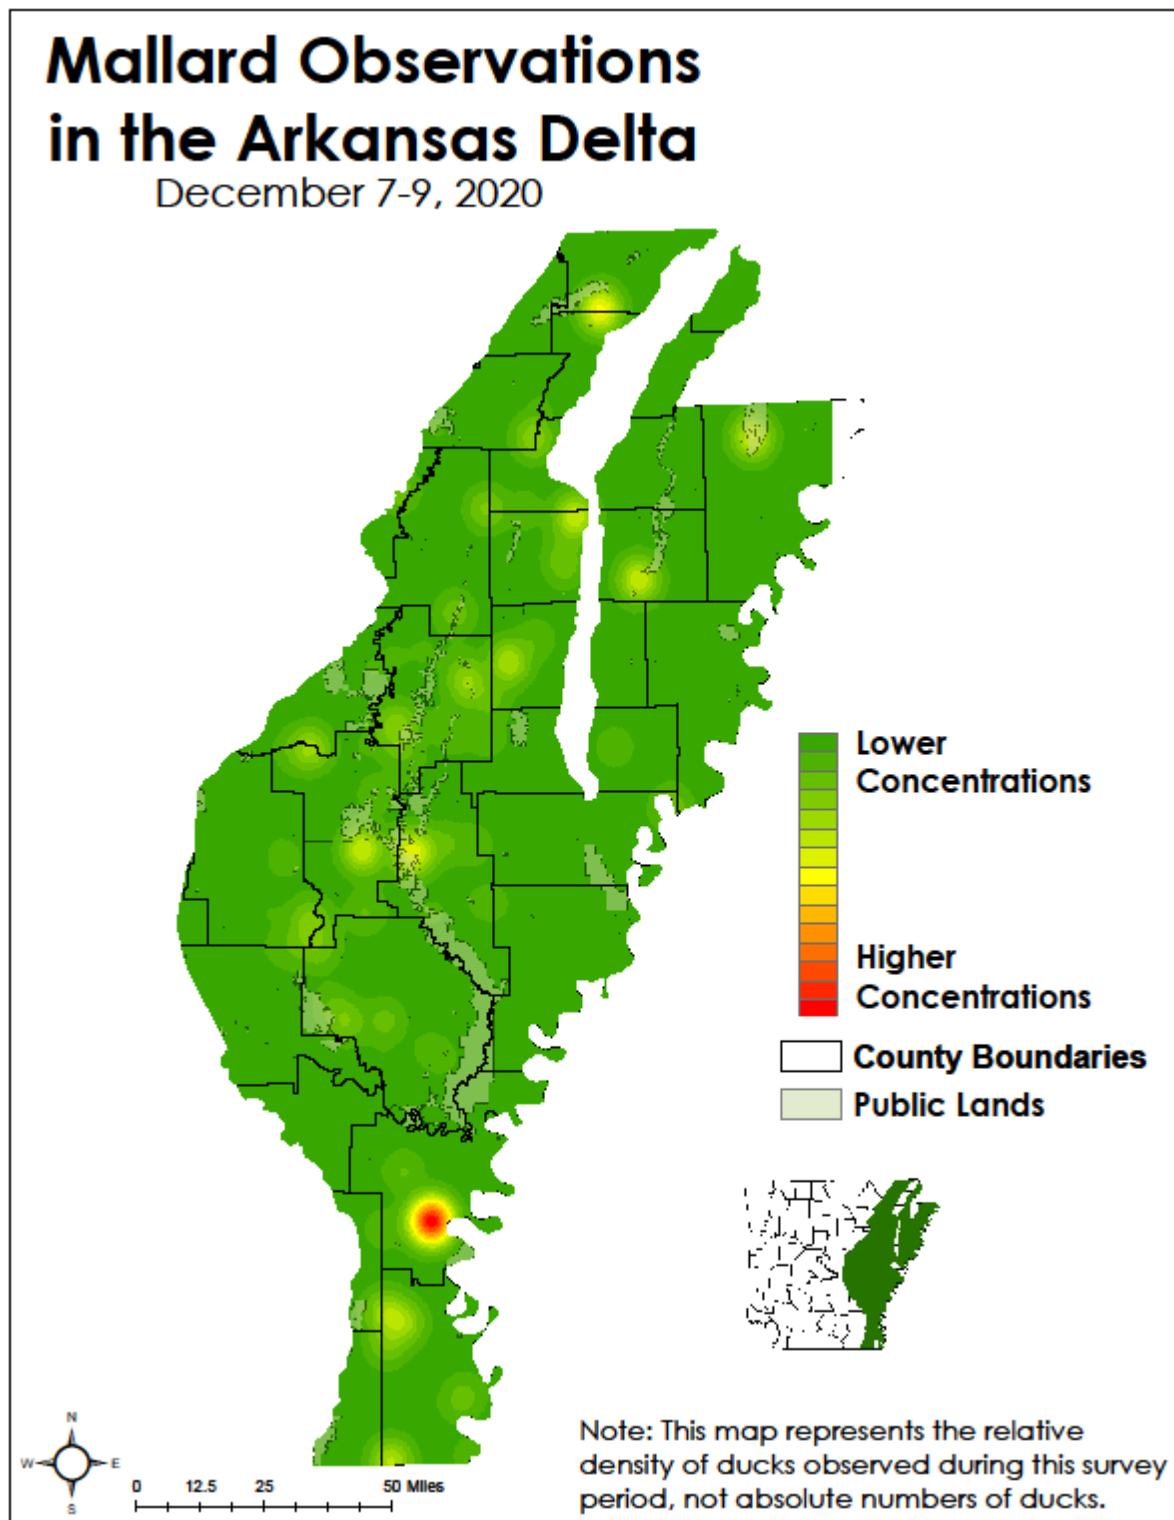 Mallard Observations
in the Arkansas Delta
December 7-9, 2020
Lower
Concentrations
Higher
Concentrations
County Boundaries
Public Lands
N
W
E
S
0 12.5 25 50 Miles
Note: This map represents the relative
density of ducks observed during this survey
period, not absolute numbers of ducks.